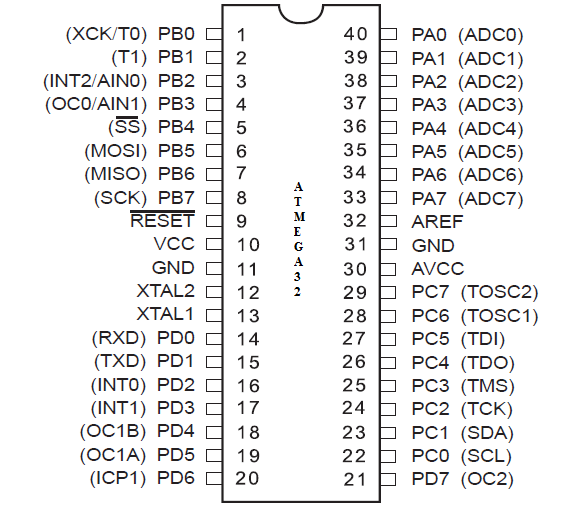 (XCK/T0) PB0 1 40 PA0 (ADC0)
(T1) PB1 2 39 PA1 (ADC1)
(INT2/AIN0) PB2 3 38 PA2 (ADC2)
(OC0/AIN1) PB3 4 37 PA3 (ADC3)
(SS) PB4 5 36 PA4 (ADC4)
(MOSI) PB5 6 35 PA5 (ADC5)
(MISO) PB6 7 34 PA6 (ADC6)
(SCK) PB7 8 33 PA7 (ADC7)
RESET 9 32 AREF
VCC 10 31 GND
GND 11 30 AVCC
XTAL2 12 29 PC7 (TOSC2)
XTAL1 13 28 PC6 (TOSC1)
(RXD) PD0 14 27 PC5 (TDI)
(TXD) PD1 15 26 PC4 (TDO)
(INT0) PD2 16 25 PC3 (TMS)
(INT1) PD3 17 24 PC2 (TCK)
(OC1B) PD4 18 23 PC1 (SDA)
(OC1A) PD5 19 22 PC0 (SCL)
(ICP1) PD6 20 21 PD7 (OC2)
ATMEGA32